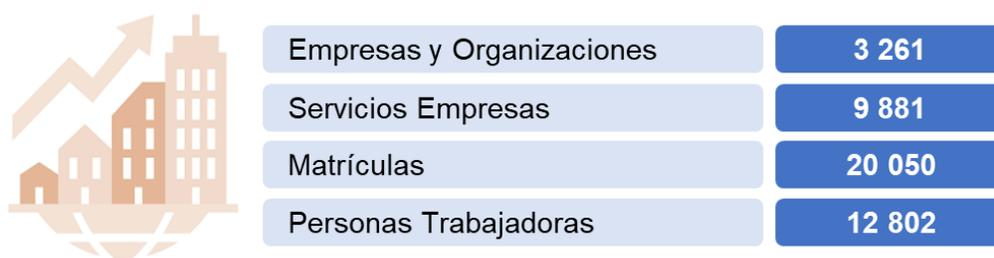 Empresas y Organizaciones 3 261
Servicios Empresas 9 881
Matrículas 20 050
Personas Trabajadoras 12 802